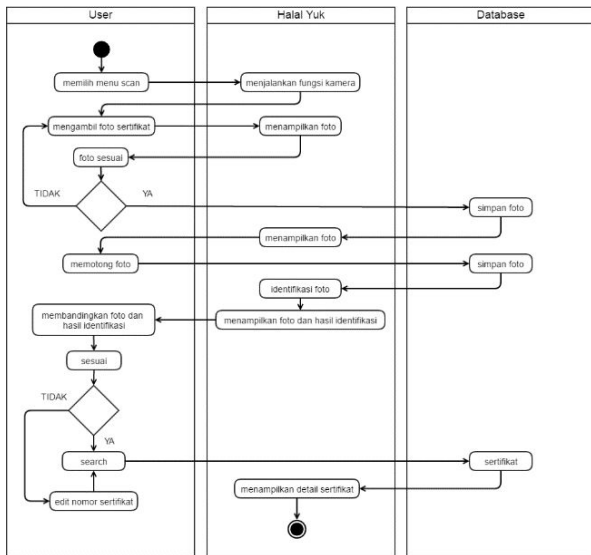 User
Halal Yuk
Database
memilih menu scan
menjalankan fungsi kamera
mengambil foto sertifikat
menampilkan foto
foto sesuai
TIDAK
YA
simpan foto
menampilkan foto
memotong foto
simpan foto
identifikasi foto
membandingkan foto dan
hasil identifikasi
menampilkan foto dan hasil identifikasi
sesuai
TIDAK
YA
search
sertifikat
menampilkan detail sertifikat
edit nomor sertifikat